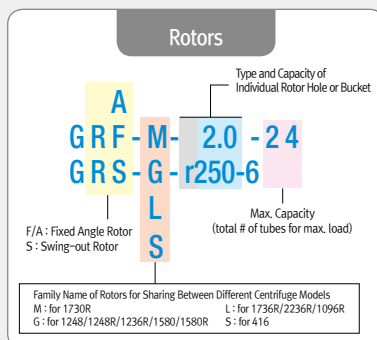 Rotors
Type and Capacity of
Individual Rotor Hole or Bucket
A
GRF-M-2.0-24
GRS-G-r250-6
L
S
F/A : Fixed Angle Rotor
S : Swing-out Rotor
Max. Capacity
(total # of tubes for max. load)
Family Name of Rotors for Sharing Between Different Centrifuge Models
M : for 1730R L : for 1736R/2236R/1096R
G : for 1248/1248R/1236R/1580/1580R S : for 416